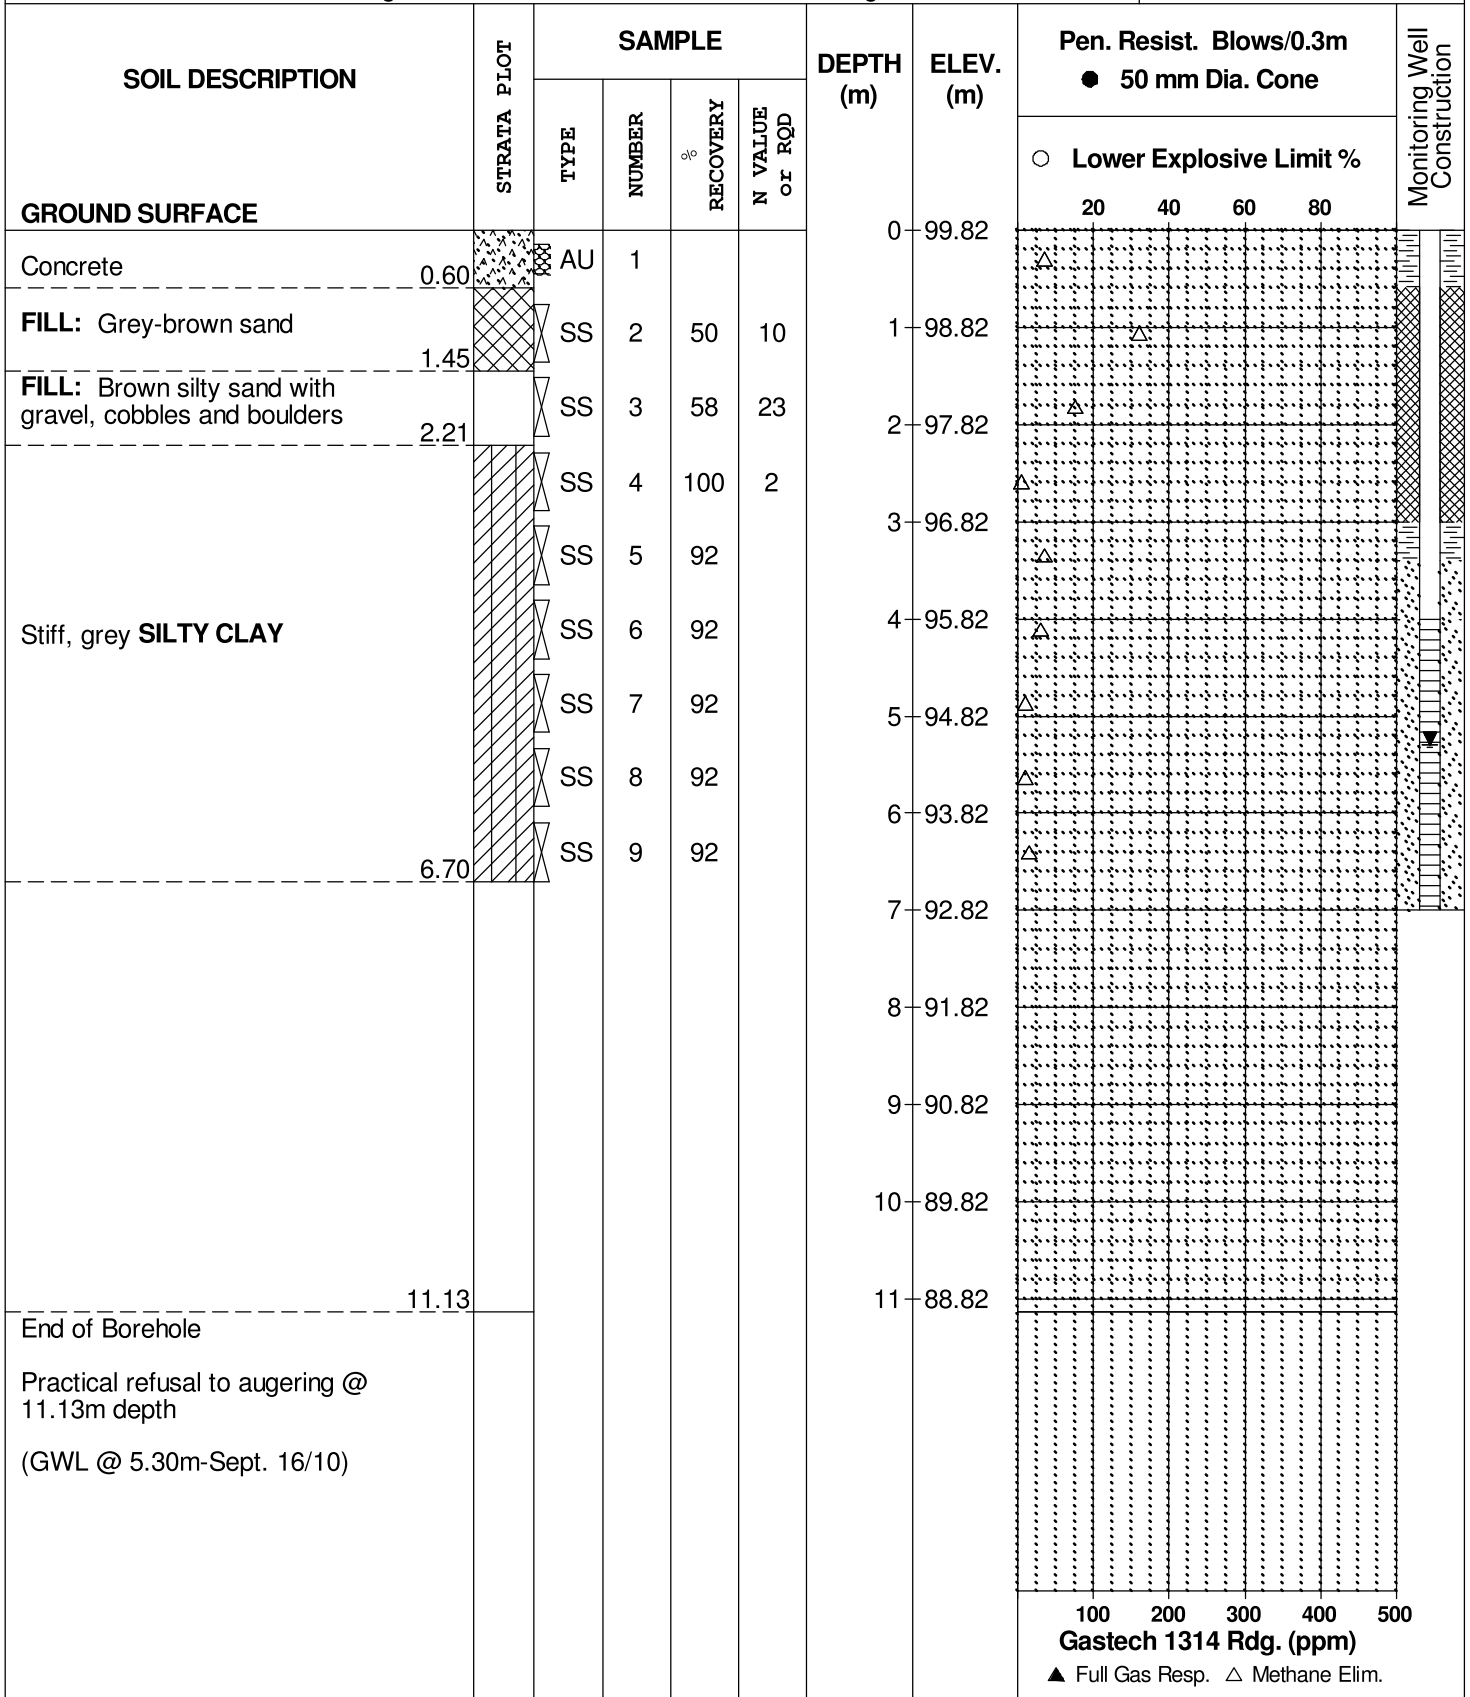 SOIL DESCRIPTION
GROUND SURFACE
STRATA PLOT
SAMPLE
TYPE
NUMBER
%
RECOVERY
N VALUE
or RQD
DEPTH
(m)
ELEV.
(m)
Pen. Resist. Blows/0.3m
50 mm Dia. Cone
Lower Explosive Limit %
20 40 60 80
Monitoring Well
Construction
0 99.82
Concrete
0.60
AU 1
FILL: Grey-brown sand
1.45
SS 2 50 10
1 98.82
FILL: Brown silty sand with
gravel, cobbles and boulders
2.21
SS 3 58 23
2 97.82
SS 4 100 2
3 96.82
SS 5 92
4 95.82
Stiff, grey SILTY CLAY
SS 6 92
SS 7 92
5 94.82
SS 8 92
6 93.82
SS 9 92
6.70
7 92.82
8 91.82
9 90.82
10 89.82
11.13
11 88.82
End of Borehole
Practical refusal to augering @
11.13m depth
(GWL @ 5.30m-Sept. 16/10)
100 200 300 400 500
Gastech 1314 Rdg. (ppm)
Full Gas Resp. Methane Elim.